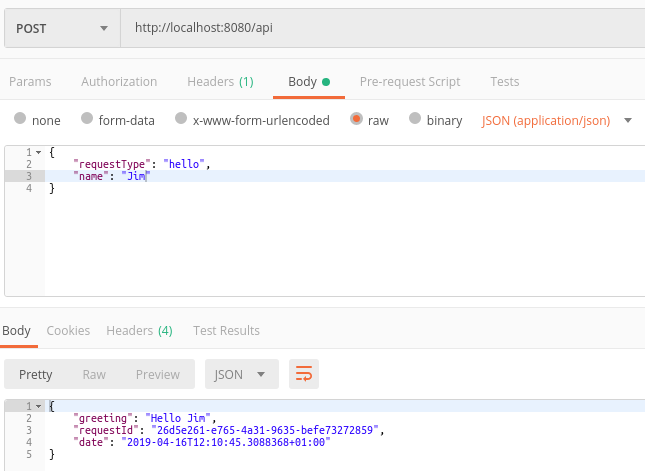 POST http://localhost:8080/api
Params Authorization Headers (1) Body Pre-request Script Tests
none form-data x-www-form-urlencoded raw binary JSON (application/json)
1 {
2 "requestType": "hello",
3 "name": "Jim"
4 }
Body Cookies Headers (4) Test Results
Pretty Raw Preview JSON
1 {
2 "greeting": "Hello Jim",
3 "requestId": "26d5e261-e765-4a31-9635-befe73272859",
4 "date": "2019-04-16T12:10:45.3088368+01:00"
5 }